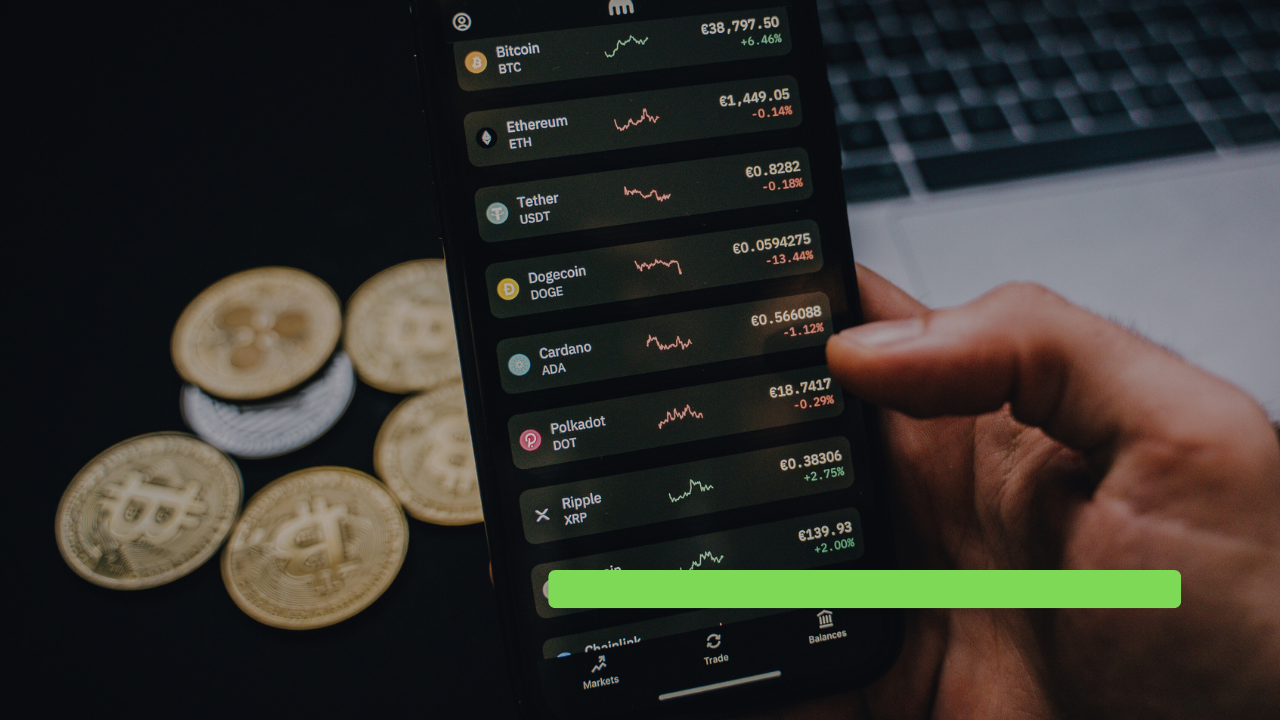 Bitcoin
BTC
€38,797.50
+6.46%
Ethereum
ETH
€1,449.05
-0.14%
Tether
USDT
€0.8282
-0.18%
Dogecoin
DOGE
€0.0594275
-13.44%
Cardano
ADA
€0.566088
-1.12%
Polkadot
DOT
€18.7417
-0.29%
Ripple
XRP
€0.38306
+2.75%
€139.93
+2.00%
Chainlink
Markets
Trade
Balances